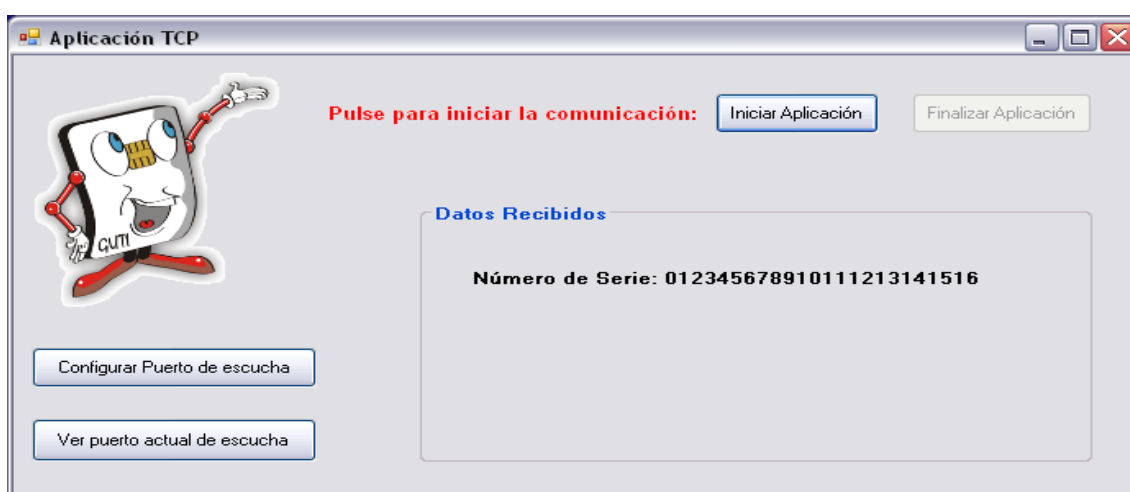 Aplicación TCP
Pulse para iniciar la comunicación: Iniciar Aplicación Finalizar Aplicación
GUTI
Datos Recibidos
Número de Serie: 012345678910111213141516
Configurar Puerto de escucha
Ver puerto actual de escucha